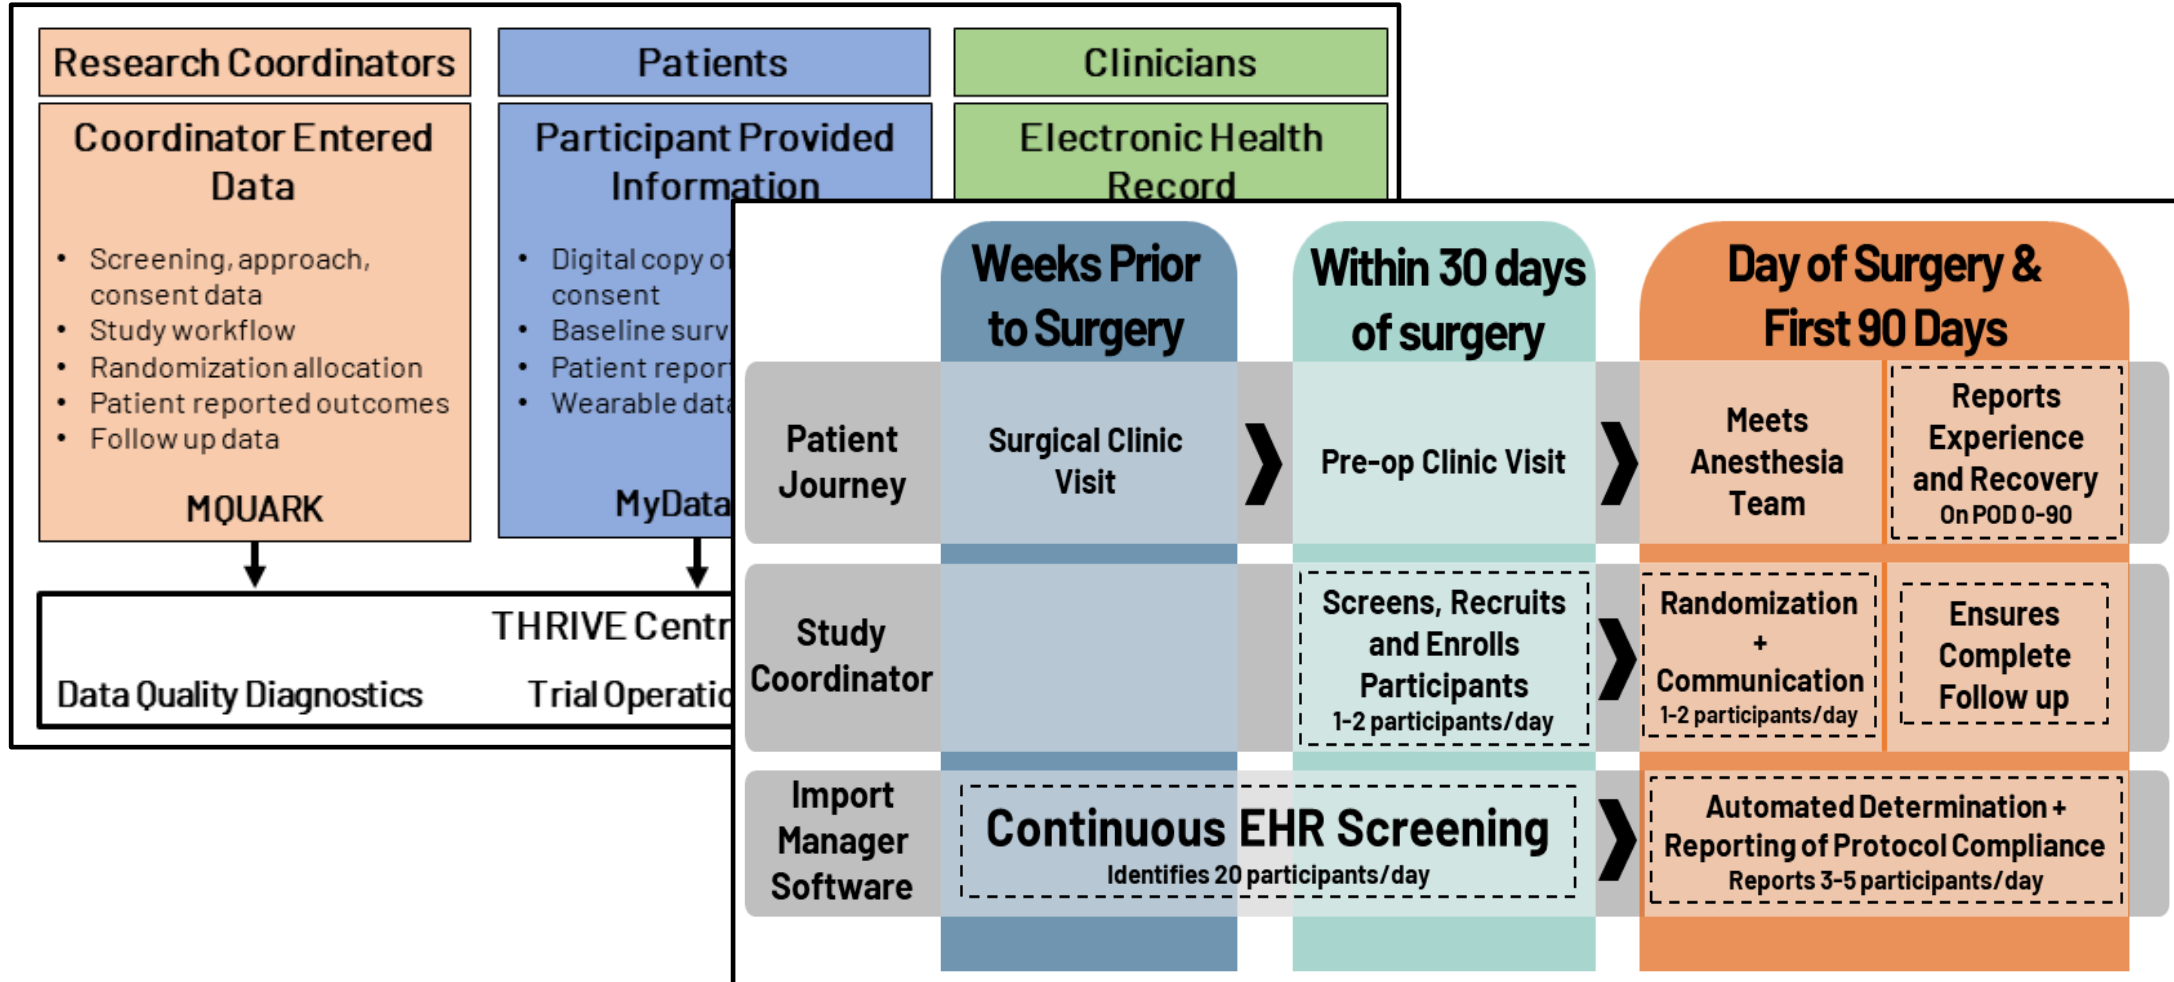 Research Coordinators
Coordinator Entered
Data
• Screening, approach,
consent data
• Study workflow
• Randomization allocation
• Patient reported outcomes
• Follow up data
MQUARK
Patients
Participant Provided
Information
• Digital copy of
consent
• Baseline surv
• Patient repor
• Wearable data
MyData
Clinicians
Electronic Health
Record
THRIVE Centr
Data Quality Diagnostics
Trial Operatio
Weeks Prior
to Surgery
Within 30 days
of surgery
Day of Surgery &
First 90 Days
Patient
Journey
Surgical Clinic
Visit
Pre-op Clinic Visit
Meets
Anesthesia
Team
Reports
Experience
and Recovery
On POD 0-90
Study
Coordinator
Screens, Recruits
and Enrolls
Participants
1-2 participants/day
Randomization
+
Communication
1-2 participants/day
Ensures
Complete
Follow up
Import
Manager
Software
Continuous EHR Screening
Identifies 20 participants/day
Automated Determination +
Reporting of Protocol Compliance
Reports 3-5 participants/day